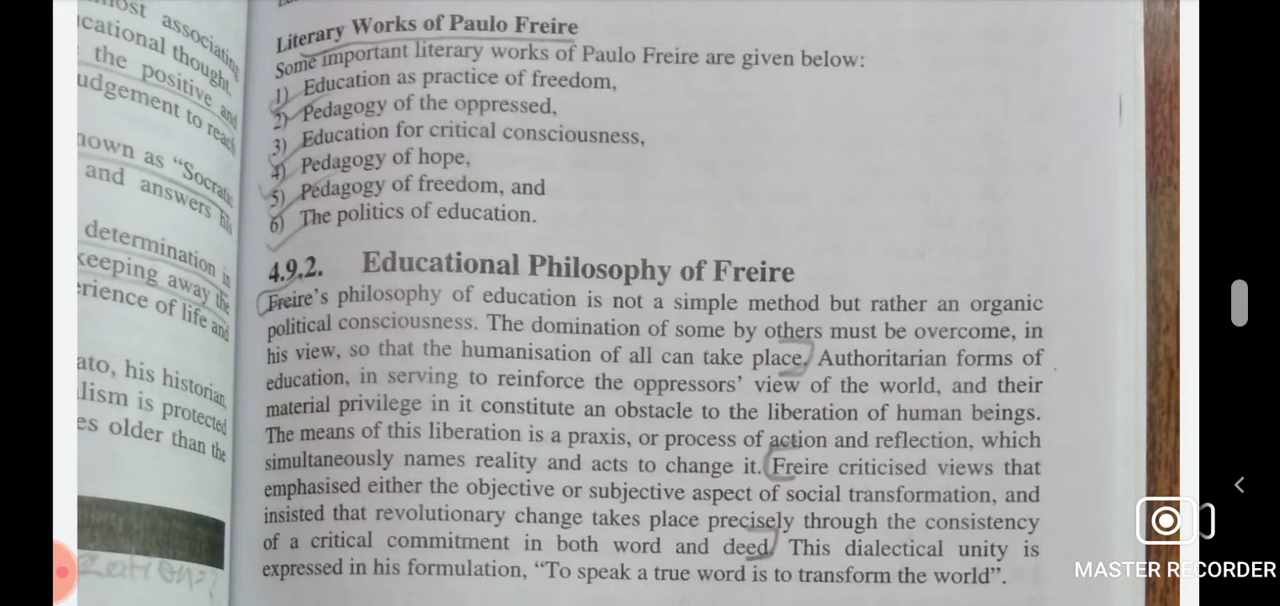 associating
cational thought.
the positive and
udgement to reach
nown as "Socratic
and answers his
determination in
keeping away the
erience of life and
ato, his historian,
lism is protected
es older than the
Literary Works of Paulo Freire
Some important literary works of Paulo Freire are given below:
1) Education as practice of freedom,
2) Pedagogy of the oppressed,
3) Education for critical consciousness,
4) Pedagogy of hope,
5) Pedagogy of freedom, and
6) The politics of education.
4.9.2. Educational Philosophy of Freire
Freire's philosophy of education is not a simple method but rather an organic
political consciousness. The domination of some by others must be overcome, in
his view, so that the humanisation of all can take place. Authoritarian forms of
education, in serving to reinforce the oppressors' view of the world, and their
material privilege in it constitute an obstacle to the liberation of human beings.
The means of this liberation is a praxis, or process of action and reflection, which
simultaneously names reality and acts to change it. Freire criticised views that
emphasised either the objective or subjective aspect of social transformation, and
insisted that revolutionary change takes place precisely through the consistency
of a critical commitment in both word and deed. This dialectical unity is
expressed in his formulation, "To speak a true word is to transform the world".
MASTER RECORDER